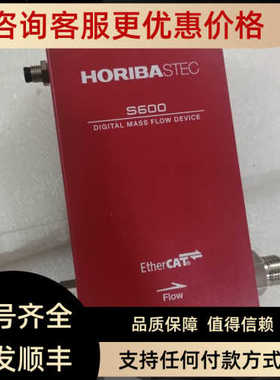 咨询客服更优惠价格
HORIBASTEC
S600
DIGITAL MASS FLOW DEVICE
EtherCAT®
Flow
号齐全
品质保障 值得信赖
发顺丰
支持任何付款方式